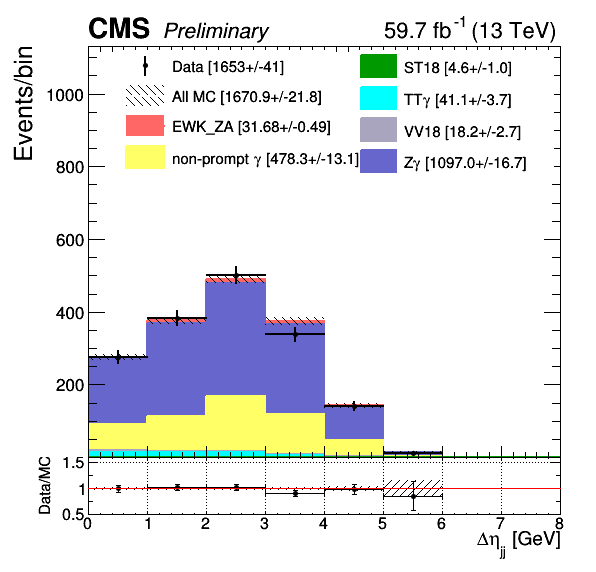 CMS Preliminary 59.7 fb⁻¹ (13 TeV)
Events/bin
Data [1653+/-41]
All MC [1670.9+/-21.8]
EWK_ZA [31.68+/-0.49]
non-prompt γ [478.3+/-13.1]
ST18 [4.6+/-1.0]
TTγ [41.1+/-3.7]
VV18 [18.2+/-2.7]
Zγ [1097.0+/-16.7]
1000
800
600
400
200
Data/MC
1.5
1
0.5
0 1 2 3 4 5 6 7 8
Δη_jj [GeV]